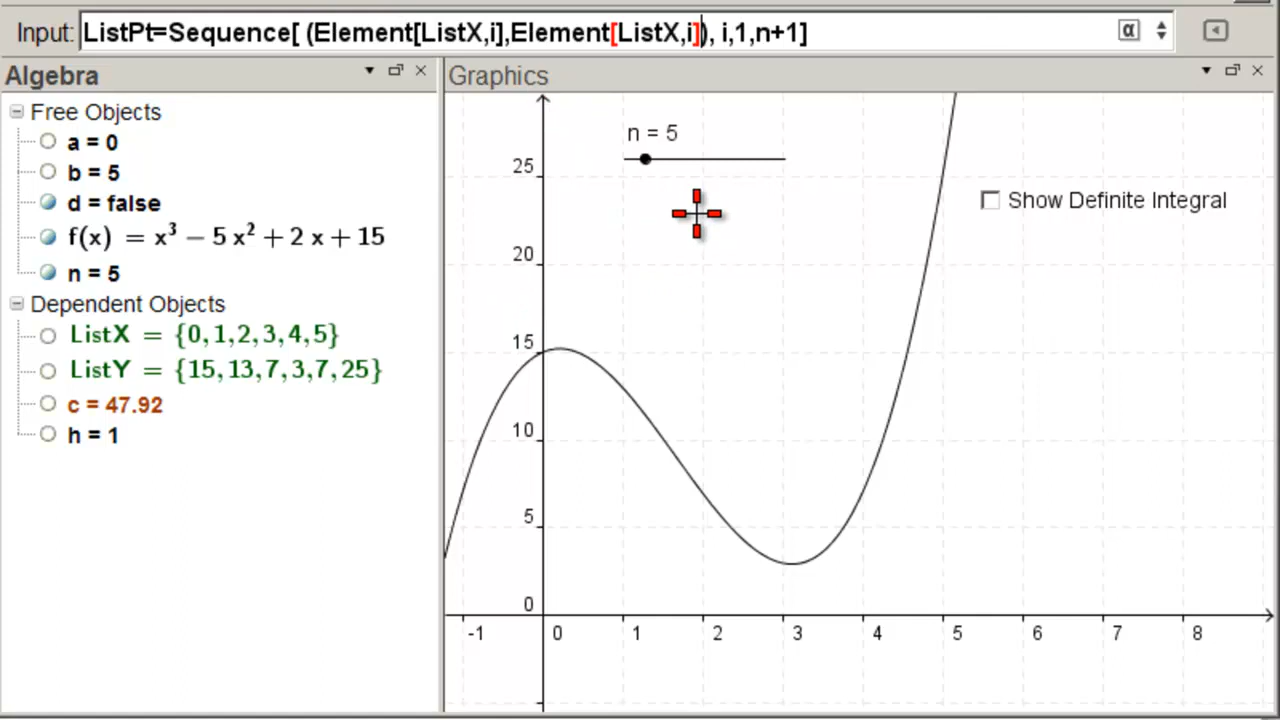 Input: ListPt=Sequence[ (Element[ListX,i],Element[ListX,i]), i,1,n+1] α
Algebra
Graphics
Free Objects
a = 0
b = 5
d = false
f(x) = x³ − 5 x² + 2 x + 15
n = 5
Dependent Objects
ListX = {0, 1, 2, 3, 4, 5}
ListY = {15, 13, 7, 3, 7, 25}
c = 47.92
h = 1
n = 5
Show Definite Integral
25
20
15
10
5
0
-1 0 1 2 3 4 5 6 7 8